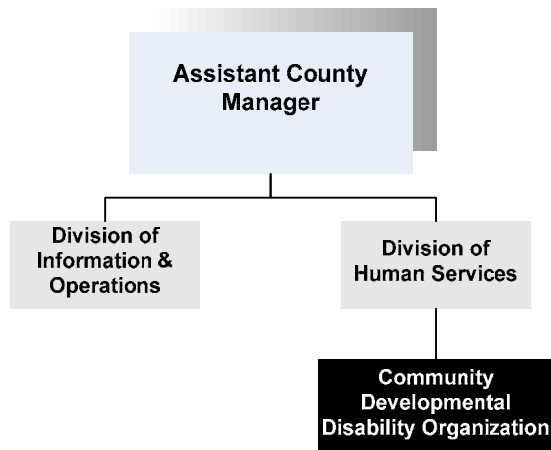 Assistant County
Manager
Division of
Information &
Operations
Division of
Human Services
Community
Developmental
Disability Organization